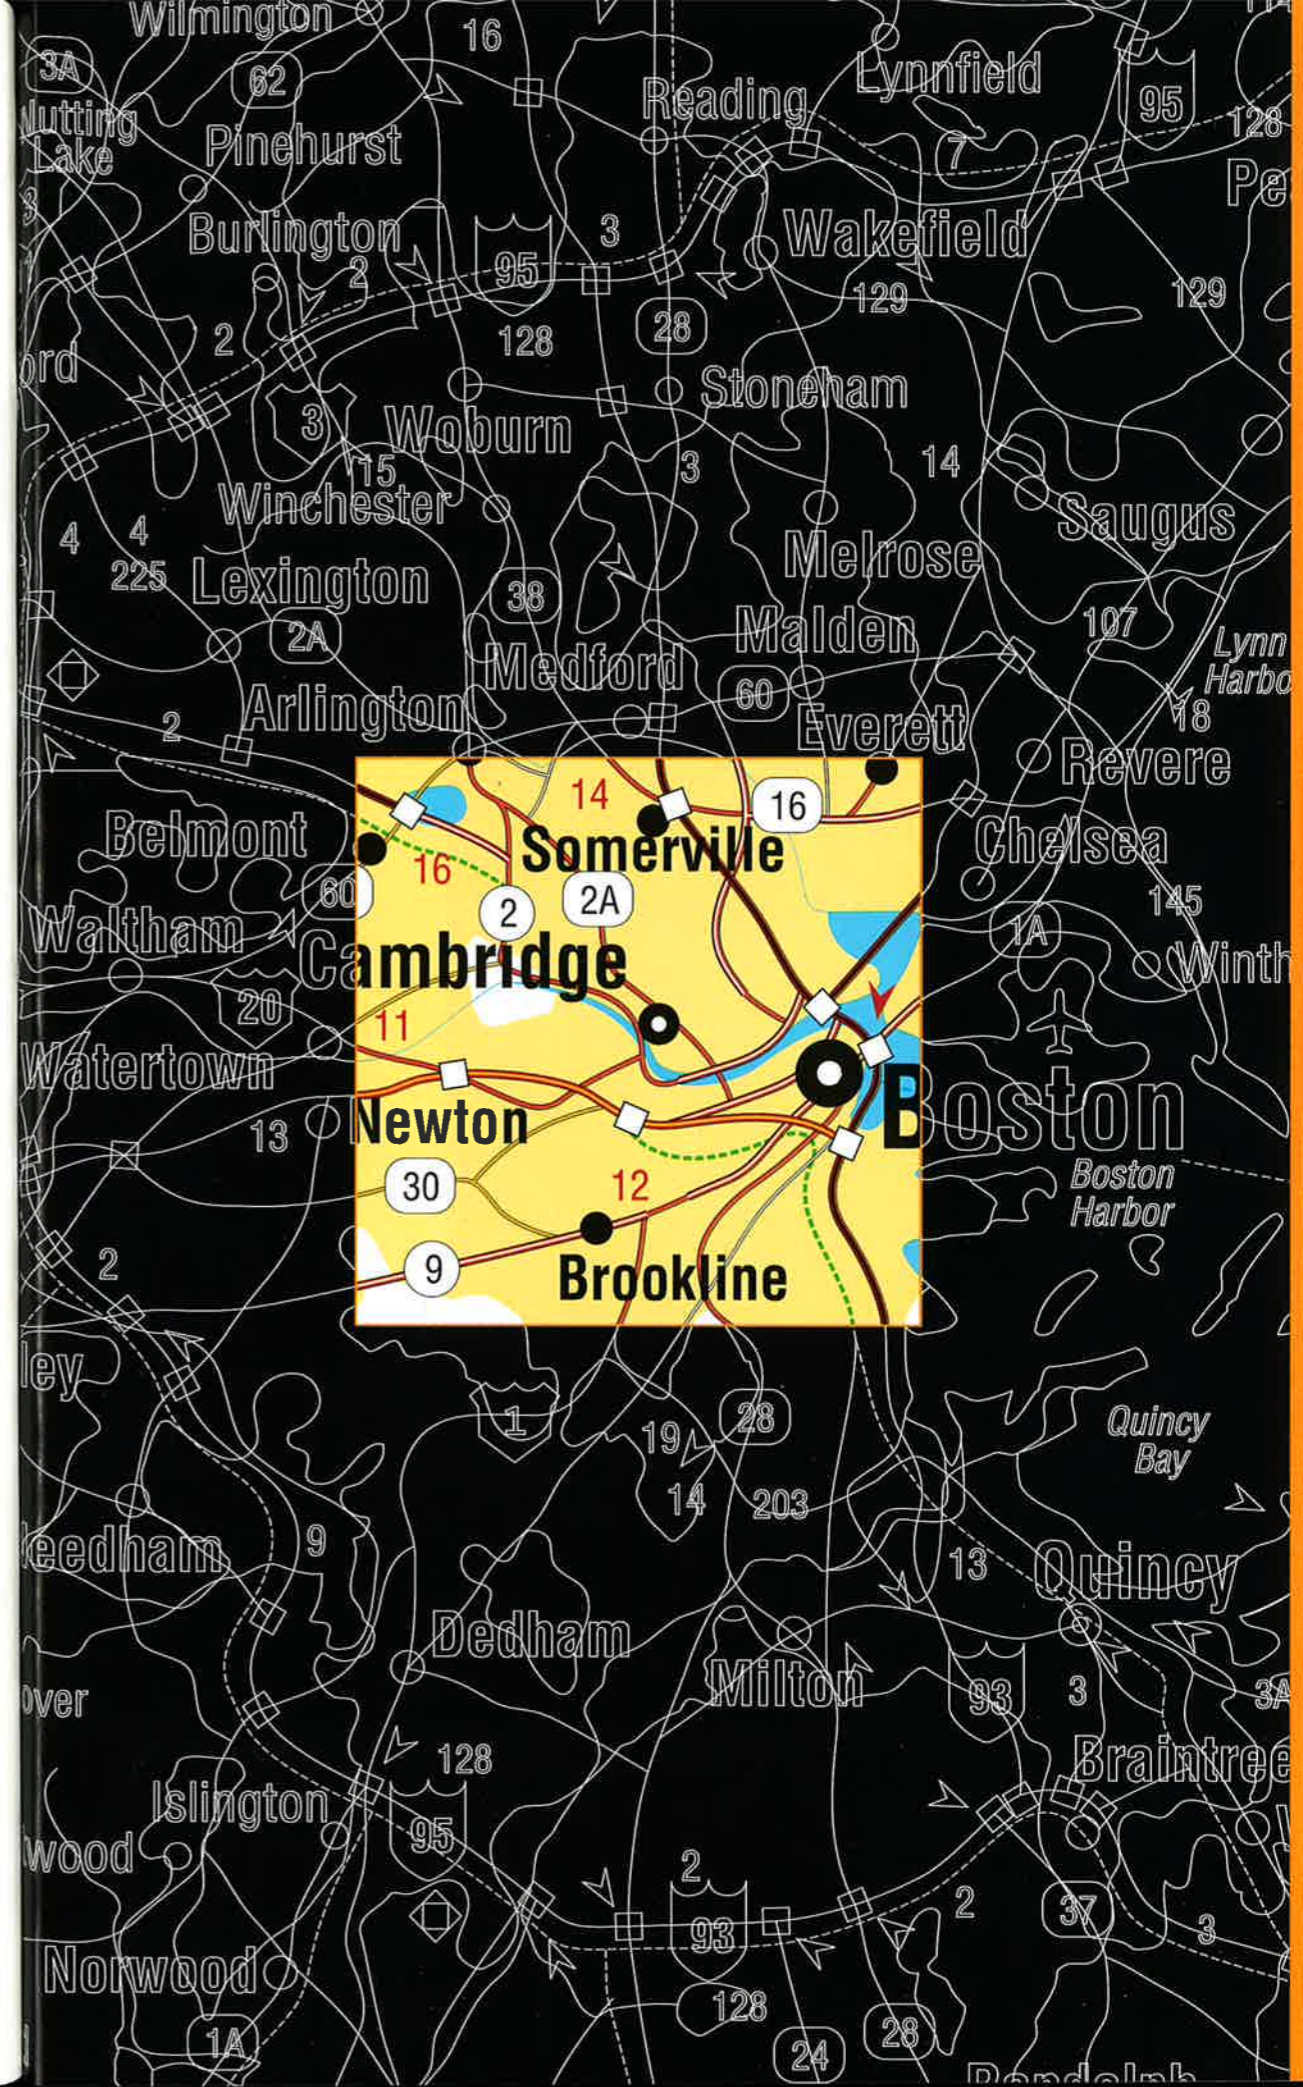 Wilmington
16
3A
62
Reading
Lynnfield
95
128
Nutting
Lake
Pinehurst
7
Burlington
3
Wakefield
2
95
129
129
28
2
128
Stoneham
3
Woburn
15
3
14
Winchester
Saugus
4
4
Melrose
225
Lexington
38
Malden
107
2A
Lynn
Medford
60
Arlington
18
2
Everett
Revere
14
16
Belmont
Somerville
Chelsea
16
60
2
2A
145
Waltham
1A
Cambridge
20
11
Watertown
Boston
Newton
13
30
12
Boston
Harbor
2
9
Brookline
1
28
19
Quincy
Bay
14
203
9
13
Quincy
Dedham
Milton
93
3
3A
128
Braintree
Islington
95
2
2
37
93
3
Norwood
128
28
1A
24